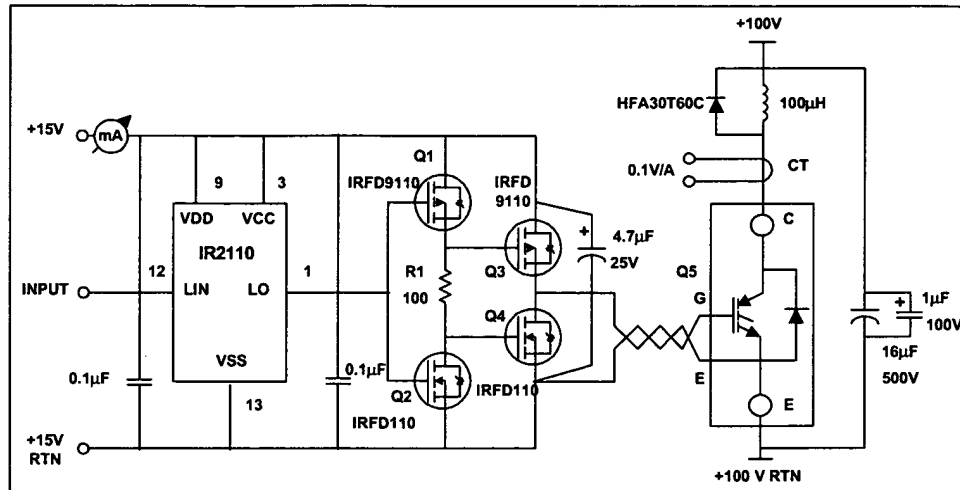 +100V
HFA30T60C
100µH
+15V
mA
Q1
9
3
IRFD9110
IRFD
9110
0.1V/A
CT
VDD
VCC
C
IR2110
+
4.7µF
25V
12
1
R1
100
Q3
Q5
INPUT
LIN
LO
G
+
1µF
100V
Q4
VSS
E
16µF
500V
0.1µF
0.1µF
13
Q2
IRFD110
IRFD110
E
+15V
RTN
+100 V RTN